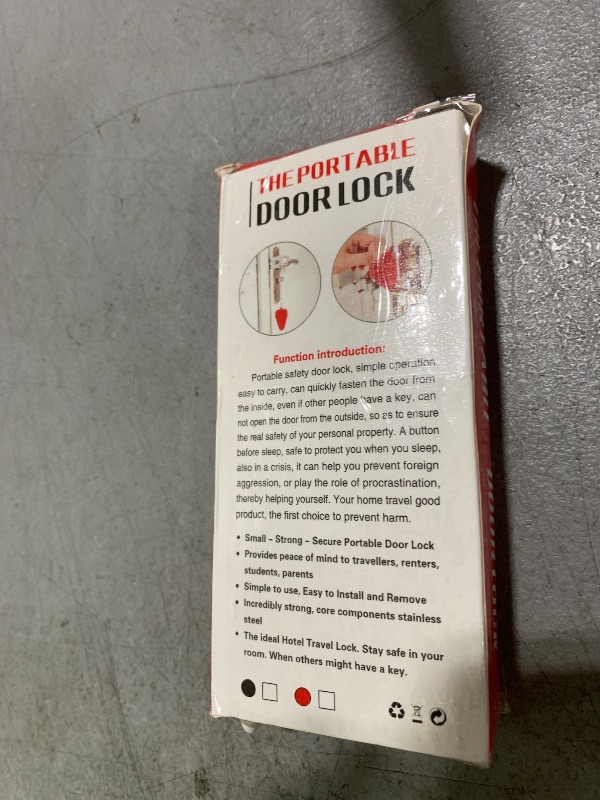 THE PORTABLE
DOOR LOCK
Function introduction:
Portable safety door lock, simple operation
easy to carry, can quickly fasten the door from
the inside, even if other people have a key, can
not open the door from the outside, so as to ensure
the real safety of your personal property. A button
before sleep, safe to protect you when you sleep,
also in a crisis, it can help you prevent foreign
aggression, or play the role of procrastination,
thereby helping yourself. Your home travel good
product, the first choice to prevent harm.
• Small – Strong – Secure Portable Door Lock
• Provides peace of mind to travellers, renters,
students, parents
• Simple to use, Easy to Install and Remove
• Incredibly strong, core components stainless
steel
• The ideal Hotel Travel Lock. Stay safe in your
room. When others might have a key.